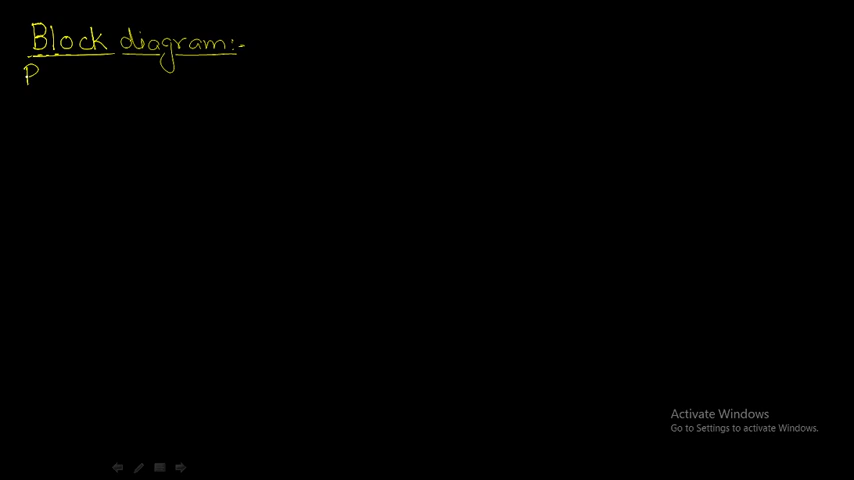 Block diagram:-
P
Activate Windows
Go to Settings to activate Windows.